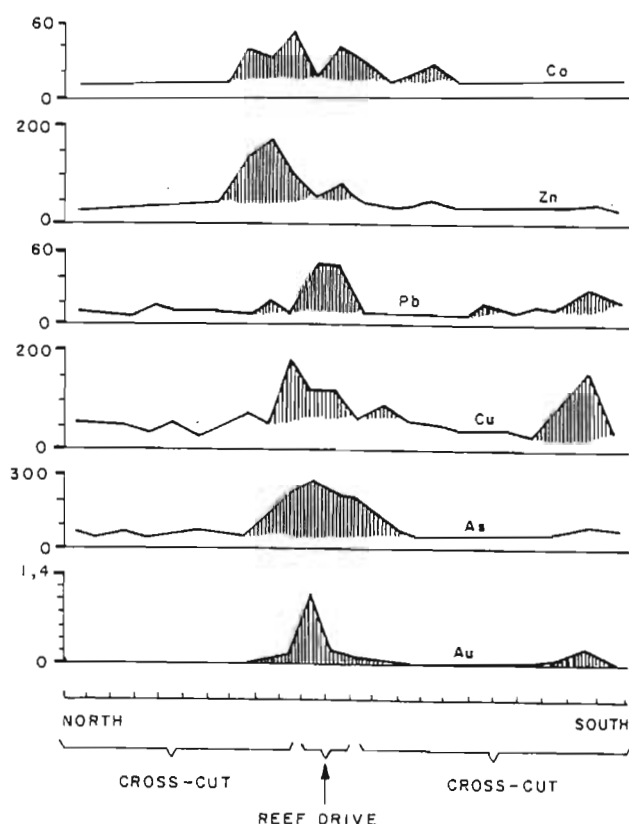 60
Co
0
200
Zn
0
60
Pb
0
200
Cu
0
300
As
0
1,4
Au
0
NORTH SOUTH
CROSS-CUT CROSS-CUT
REEF DRIVE